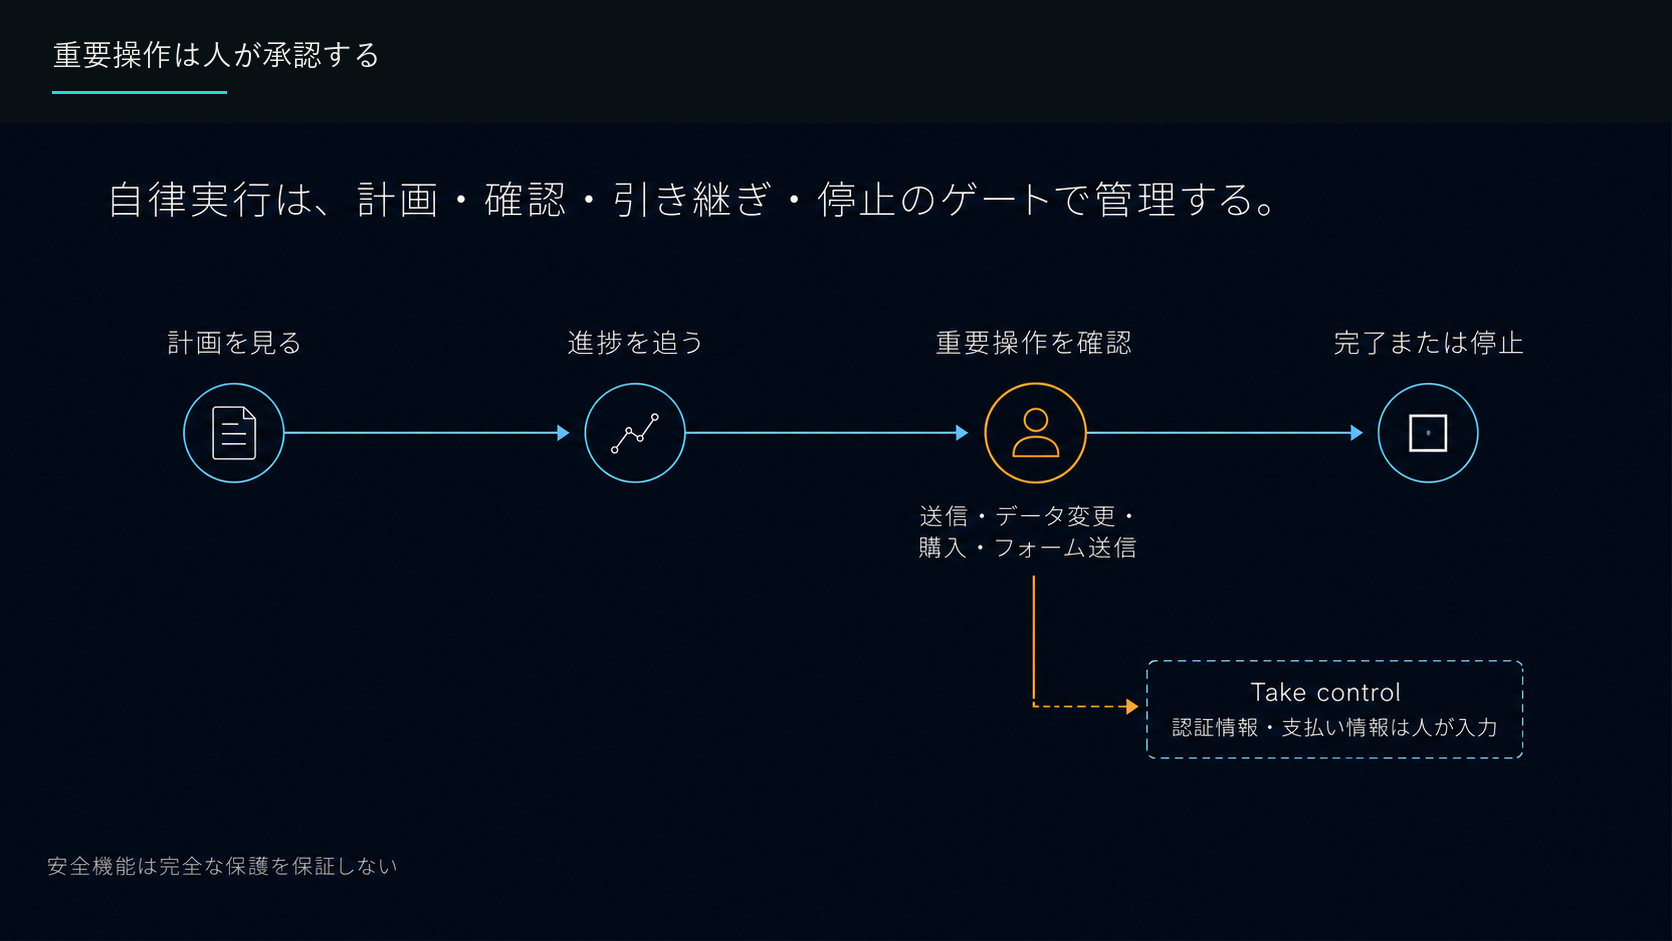 重要操作は人が承認する
自律実行は、計画・確認・引き継ぎ・停止のゲートで管理する。
計画を見る
進捗を追う
重要操作を確認
完了または停止
送信・データ変更・
購入・フォーム送信
Take control
認証情報・支払い情報は人が入力
安全機能は完全な保護を保証しない